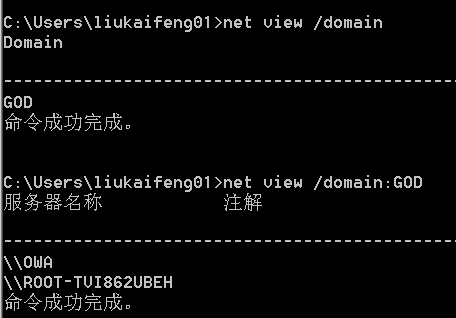 C:\Users\liukaifeng01>net view /domain
Domain
-------------------------------------------------
GOD
命令成功完成。
C:\Users\liukaifeng01>net view /domain:GOD
服务器名称 注解
-------------------------------------------------
\\OWA
\\ROOT-TVI862UBEH
命令成功完成。